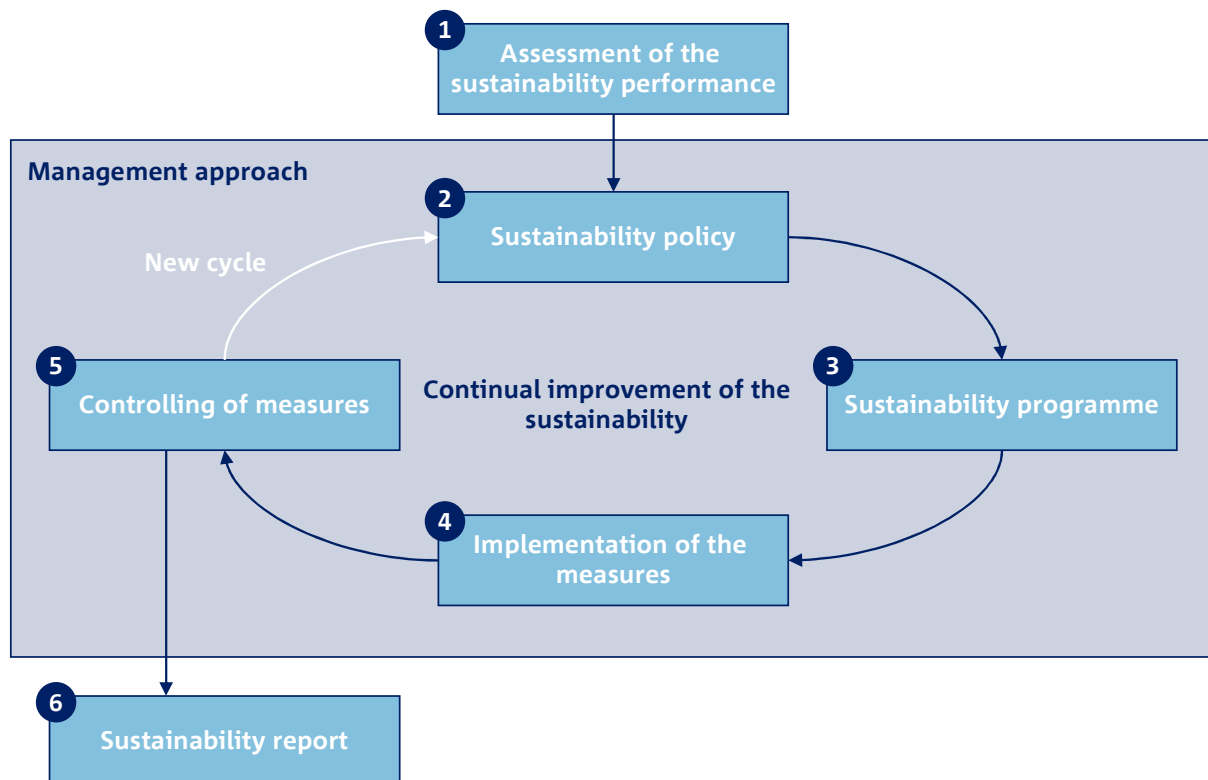 1
Assessment of the
sustainability performance
Management approach
2
Sustainability policy
New cycle
5
Controlling of measures
Continual improvement of the
sustainability
3
Sustainability programme
4
Implementation of the
measures
6
Sustainability report